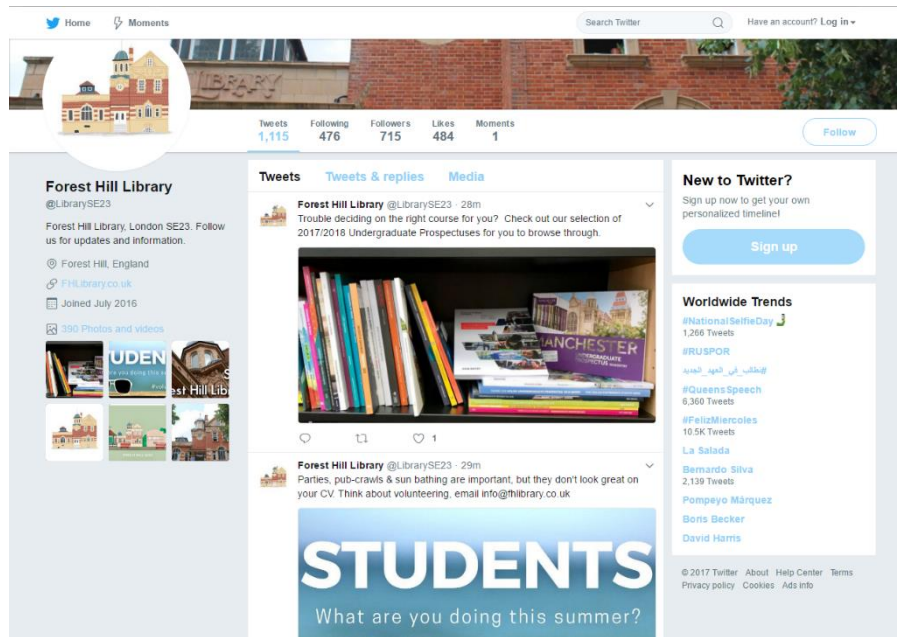 Home Moments Search Twitter Have an account? Log in
LIBRARY
Tweets Following Followers Likes Moments
1,115 476 715 484 1
Follow
Forest Hill Library
@LibrarySE23
Forest Hill Library, London SE23. Follow
us for updates and information.
Forest Hill, England
FHLibrary.co.uk
Joined July 2016
390 Photos and videos
UDEN
est Hill Lib
Tweets Tweets & replies Media
Forest Hill Library @LibrarySE23 · 28m
Trouble deciding on the right course for you? Check out our selection of
2017/2018 Undergraduate Prospectuses for you to browse through.
MANCHESTER
UNDERGRADUATE
PROSPECTUS
1
Forest Hill Library @LibrarySE23 · 29m
Parties, pub-crawls & sun bathing are important, but they don't look great on
your CV. Think about volunteering, email info@fhlibrary.co.uk
STUDENTS
What are you doing this summer?
New to Twitter?
Sign up now to get your own
personalized timeline!
Sign up
Worldwide Trends
#NationalSelfieDay
1,266 Tweets
#RUSPOR
#نطالب_في_العهد_الجديد
#QueensSpeech
6,360 Tweets
#FelizMiercoles
10.5K Tweets
La Salada
Bernardo Silva
2,139 Tweets
Pompeyo Márquez
Boris Becker
David Harris
© 2017 Twitter About Help Center Terms
Privacy policy Cookies Ads info